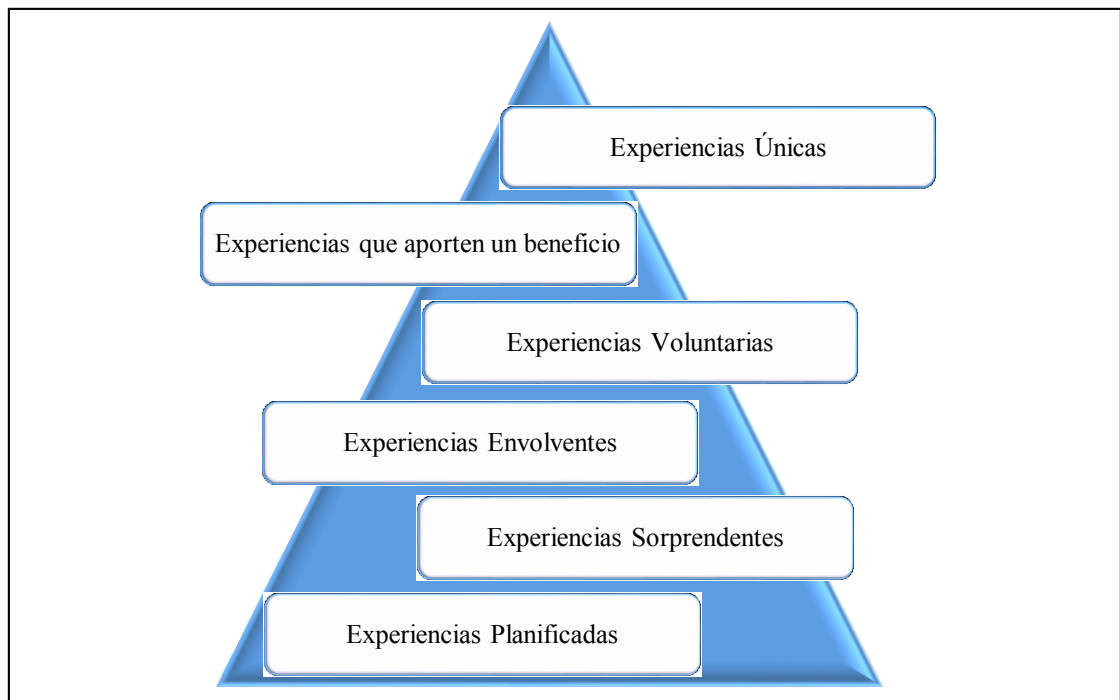 Experiencias Únicas
Experiencias que aporten un beneficio
Experiencias Voluntarias
Experiencias Envolventes
Experiencias Sorprendentes
Experiencias Planificadas